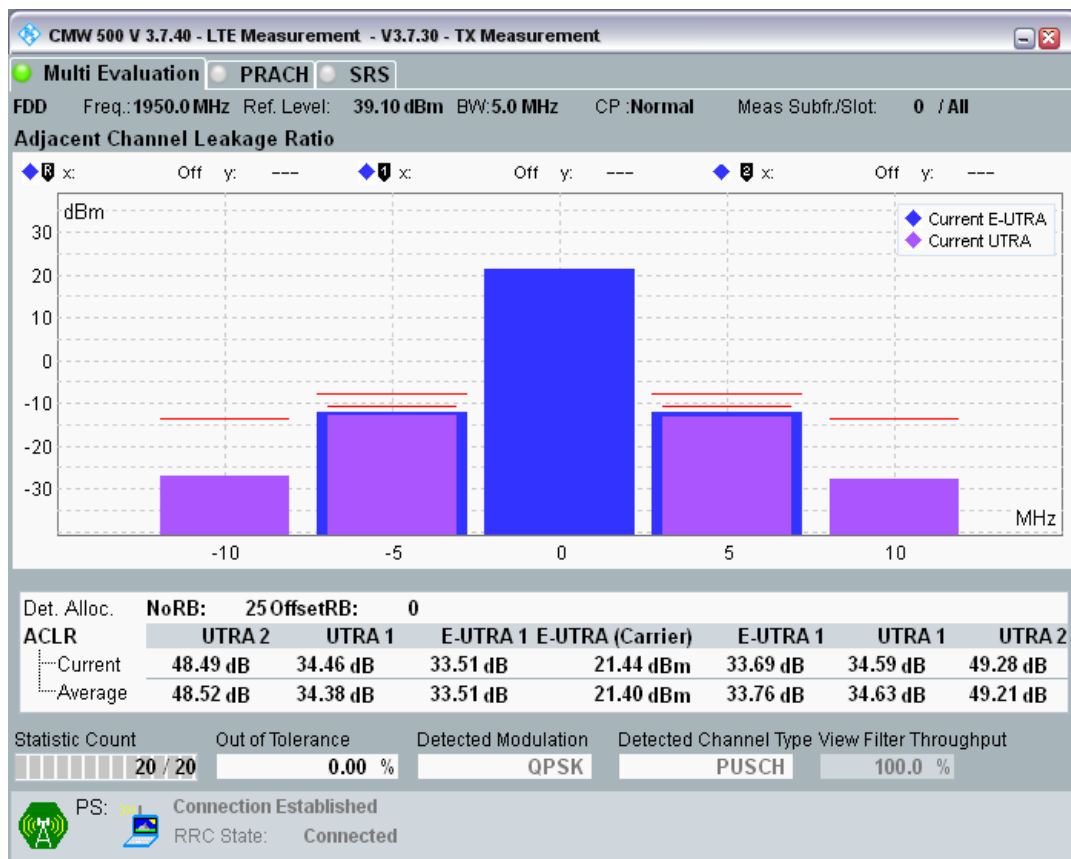 CMW 500 V 3.7.40 - LTE Measurement - V3.7.30 - TX Measurement
Multi Evaluation PRACH SRS
FDD Freq.: 1950.0 MHz Ref. Level: 39.10 dBm BW: 5.0 MHz CP : Normal Meas Subfr./Slot: 0 / All
Adjacent Channel Leakage Ratio
R x: Off y: --- 1 x: Off y: --- 2 x: Off y: ---
dBm
Current E-UTRA
Current UTRA
30
20
10
0
-10
-20
-30
MHz
-10 -5 0 5 10
Det. Alloc. NoRB: 25 OffsetRB: 0
ACLR UTRA 2 UTRA 1 E-UTRA 1 E-UTRA (Carrier) E-UTRA 1 UTRA 1 UTRA 2
Current 48.49 dB 34.46 dB 33.51 dB 21.44 dBm 33.69 dB 34.59 dB 49.28 dB
Average 48.52 dB 34.38 dB 33.51 dB 21.40 dBm 33.76 dB 34.63 dB 49.21 dB
Statistic Count Out of Tolerance Detected Modulation Detected Channel Type View Filter Throughput
20 / 20 0.00 % QPSK PUSCH 100.0 %
PS: Connection Established
RRC State: Connected